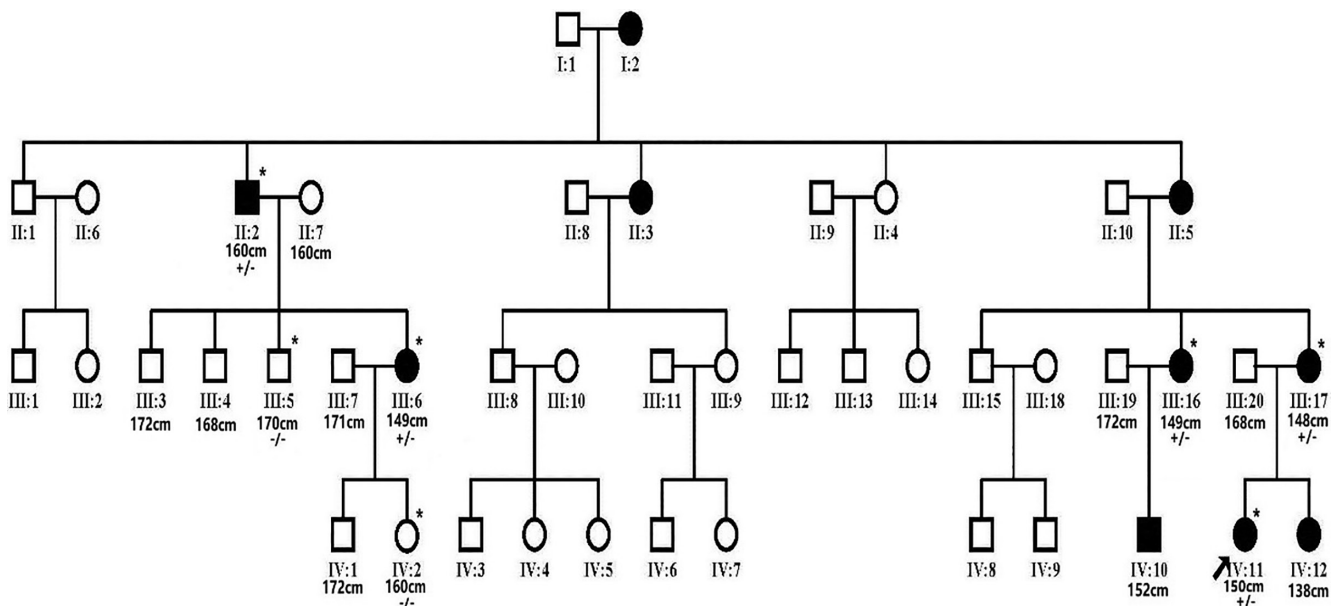 I:1 I:2
*
II:1 II:6 II:2 II:7 II:8 II:3 II:9 II:4 II:10 II:5
160cm 160cm
+/-
* * * *
III:1 III:2 III:3 III:4 III:5 III:7 III:6 III:8 III:10 III:11 III:9 III:12 III:13 III:14 III:15 III:18 III:19 III:16 III:20 III:17
172cm 168cm 170cm 171cm 149cm 172cm 149cm 168cm 148cm
-/- +/- +/- +/-
* *
IV:1 IV:2 IV:3 IV:4 IV:5 IV:6 IV:7 IV:8 IV:9 IV:10 IV:11 IV:12
172cm 160cm 152cm 150cm 138cm
-/- +/-